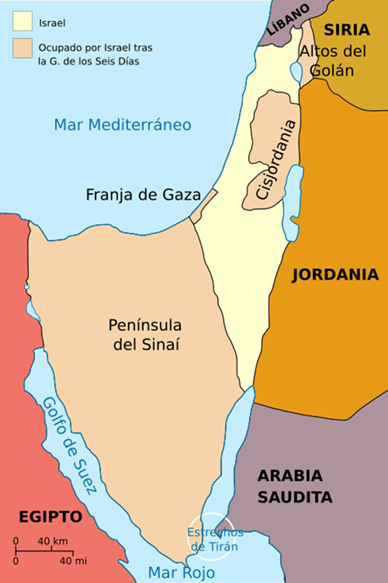 Israel
Ocupado por Israel tras
la G. de los Seis Días
LÍBANO
SIRIA
Altos del
Golán
Mar Mediterráneo
Cisjordania
Franja de Gaza
JORDANIA
Península
del Sinaí
Golfo de Suez
ARABIA
SAUDITA
EGIPTO
Estrechos
de Tirán
0 40 km
0 40 mi
Mar Rojo